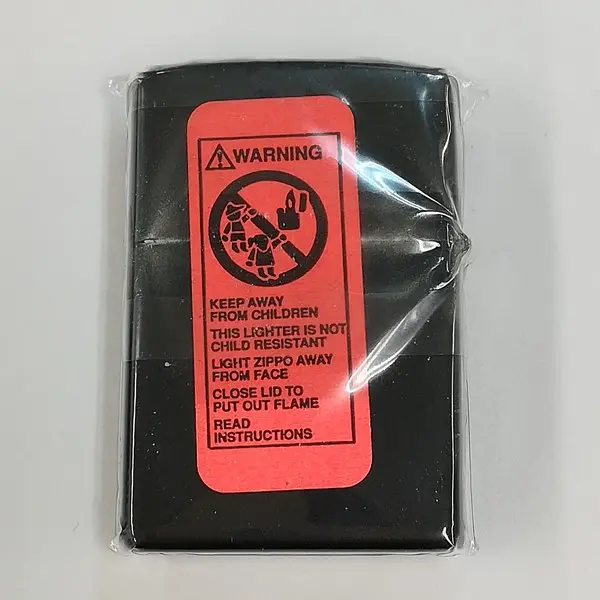 WARNING
KEEP AWAY
FROM CHILDREN
THIS LIGHTER IS NOT
CHILD RESISTANT
LIGHT ZIPPO AWAY
FROM FACE
CLOSE LID TO
PUT OUT FLAME
READ
INSTRUCTIONS